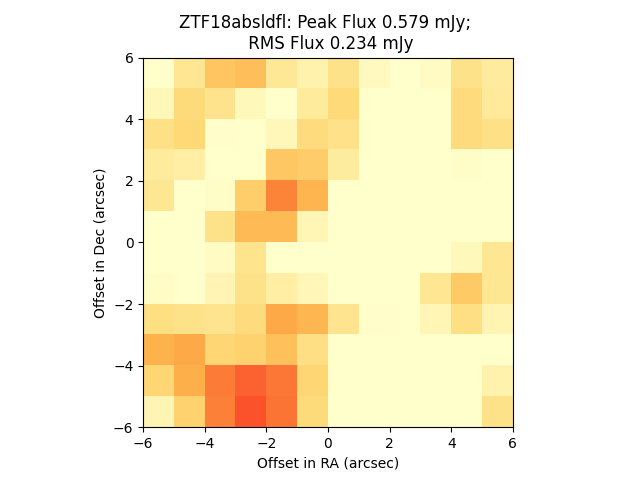 ZTF18absldfl: Peak Flux 0.579 mJy;
RMS Flux 0.234 mJy
6
4
2
0
−2
−4
−6
Offset in Dec (arcsec)
−6 −4 −2 0 2 4 6
Offset in RA (arcsec)